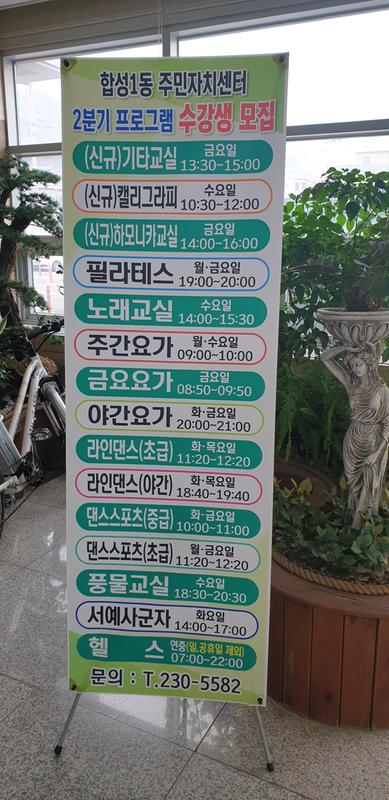 합성1동 주민자치센터
2분기 프로그램 수강생 모집
(신규)기타교실 금요일 13:30~15:00
(신규)캘리그라피 수요일 10:30~12:00
(신규)하모니카교실 금요일 14:00~16:00
필라테스 월·금요일 19:00~20:00
노래교실 수요일 14:00~15:30
주간요가 월·수요일 09:00~10:00
금요요가 금요일 08:50~09:50
야간요가 화·금요일 20:00~21:00
라인댄스(초급) 화·목요일 11:20~12:20
라인댄스(야간) 화·목요일 18:40~19:40
댄스스포츠(중급) 화·금요일 10:00~11:00
댄스스포츠(초급) 월·금요일 11:20~12:20
풍물교실 수요일 18:30~20:30
서예사군자 화요일 14:00~17:00
헬 스 연중(일,공휴일 제외) 07:00~22:00
문의 : T.230-5582